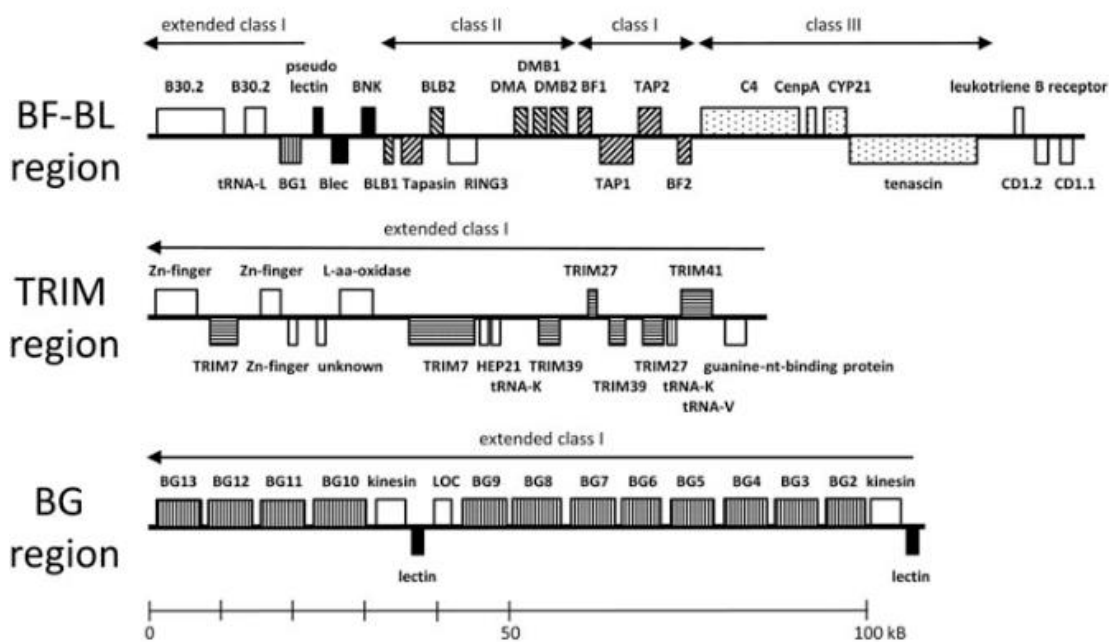 extended class I class II class I class III
pseudo DMB1
B30.2 B30.2 lectin BNK BLB2 DMA DMB2 BF1 TAP2 C4 CenpA CYP21 leukotriene B receptor
BF-BL
region
tRNA-L BG1 Blec BLB1 Tapasin RING3 TAP1 BF2 tenascin CD1.2 CD1.1
extended class I
Zn-finger Zn-finger L-aa-oxidase TRIM27 TRIM41
TRIM
region
TRIM7 Zn-finger unknown TRIM7 HEP21 TRIM39 TRIM27 guanine-nt-binding protein
tRNA-K TRIM39 tRNA-K
tRNA-V
extended class I
BG13 BG12 BG11 BG10 kinesin LOC BG9 BG8 BG7 BG6 BG5 BG4 BG3 BG2 kinesin
BG
region
lectin lectin
0 50 100 kB